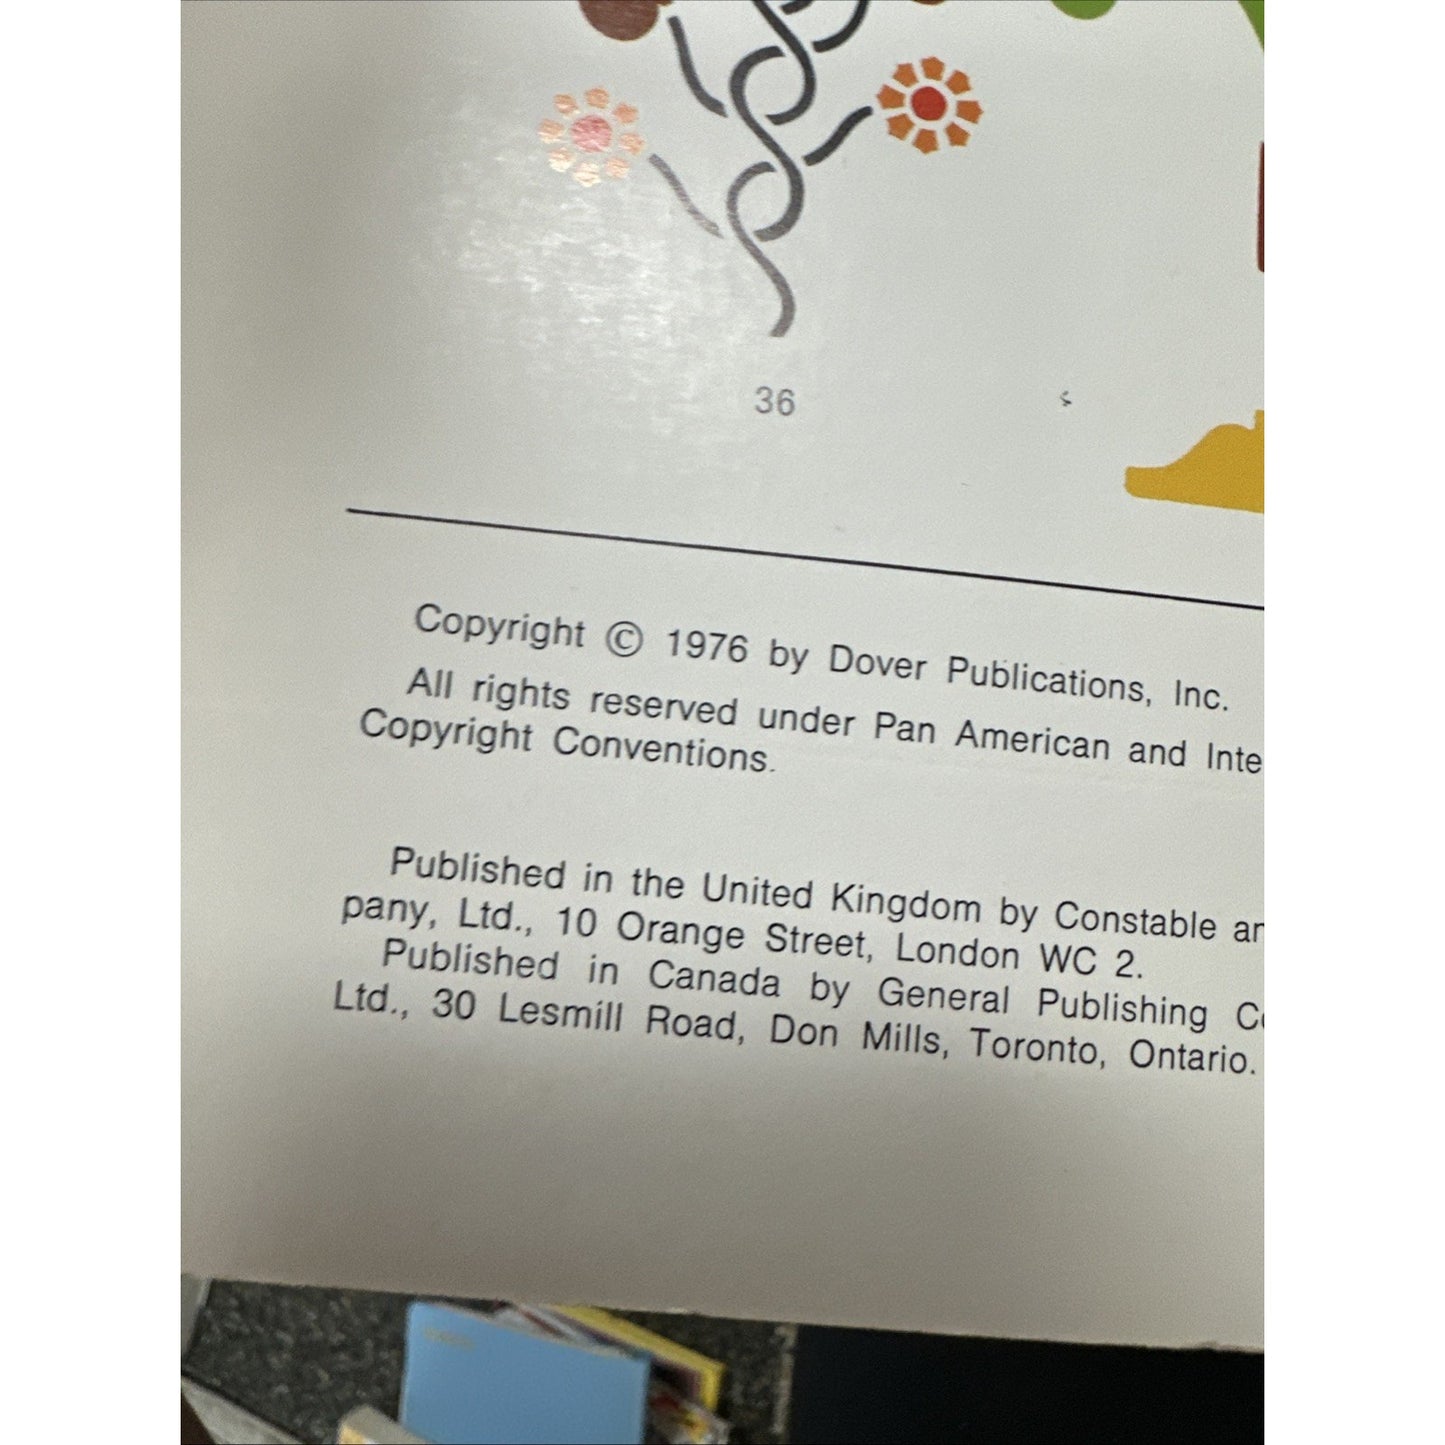 36
Copyright © 1976 by Dover Publications, Inc.
All rights reserved under Pan American and Inte
Copyright Conventions.
Published in the United Kingdom by Constable an
pany, Ltd., 10 Orange Street, London WC 2.
Published in Canada by General Publishing Co
Ltd., 30 Lesmill Road, Don Mills, Toronto, Ontario.